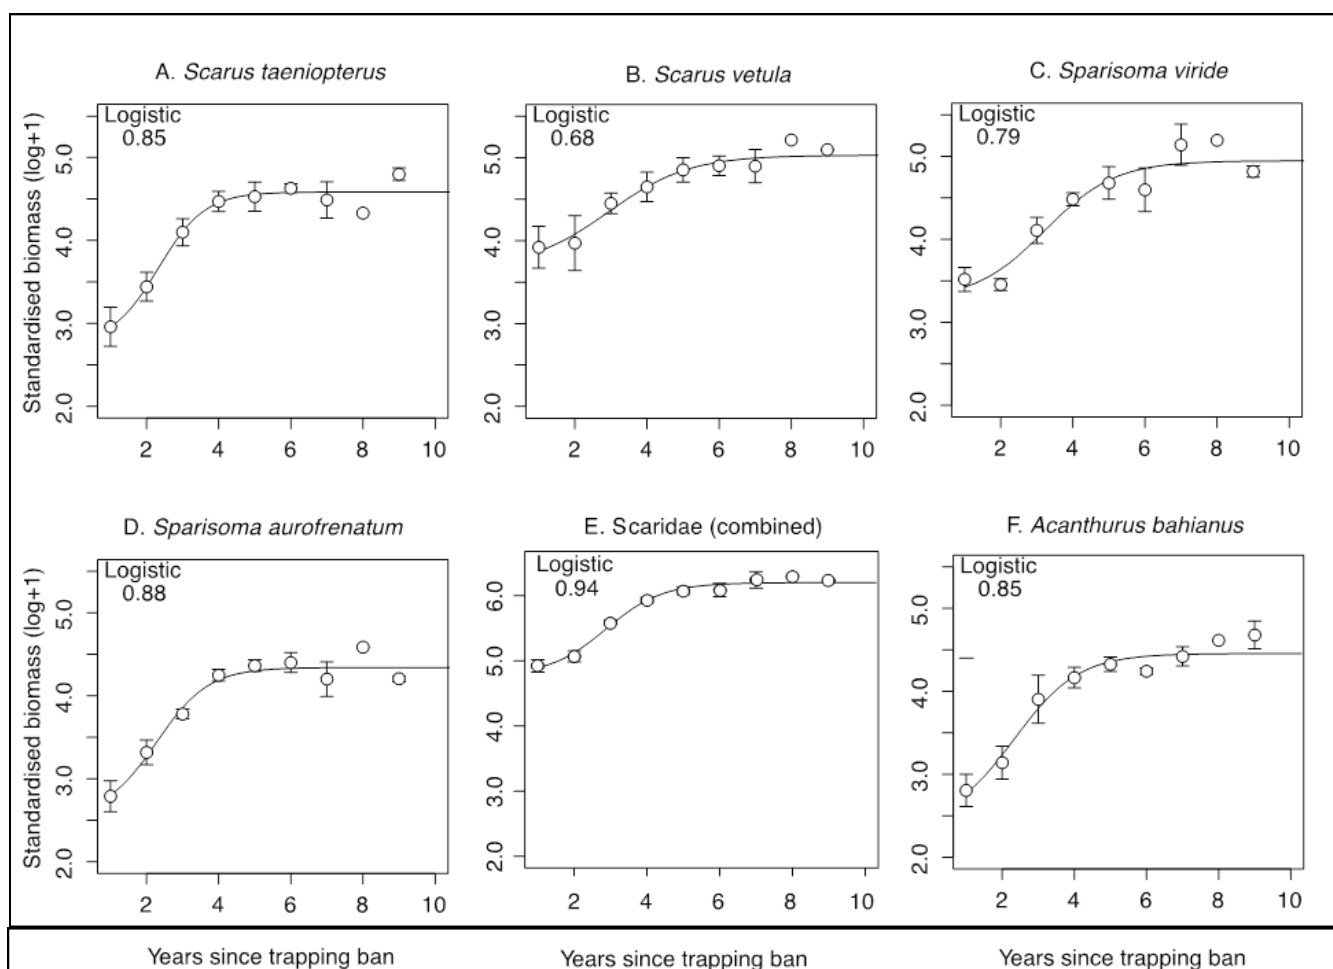 A. Scarus taeniopterus
B. Scarus vetula
C. Sparisoma viride
Logistic
0.85
Logistic
0.68
Logistic
0.79
Standardised biomass (log+1)
5.0
4.0
3.0
2.0
5.0
4.0
3.0
2.0
5.0
4.0
3.0
2.0
2 4 6 8 10
2 4 6 8 10
2 4 6 8 10
D. Sparisoma aurofrenatum
E. Scaridae (combined)
F. Acanthurus bahianus
Logistic
0.88
Logistic
0.94
Logistic
0.85
Standardised biomass (log+1)
5.0
4.0
3.0
2.0
6.0
5.0
4.0
3.0
2.0
5.0
4.0
3.0
2.0
2 4 6 8 10
2 4 6 8 10
2 4 6 8 10
Years since trapping ban
Years since trapping ban
Years since trapping ban